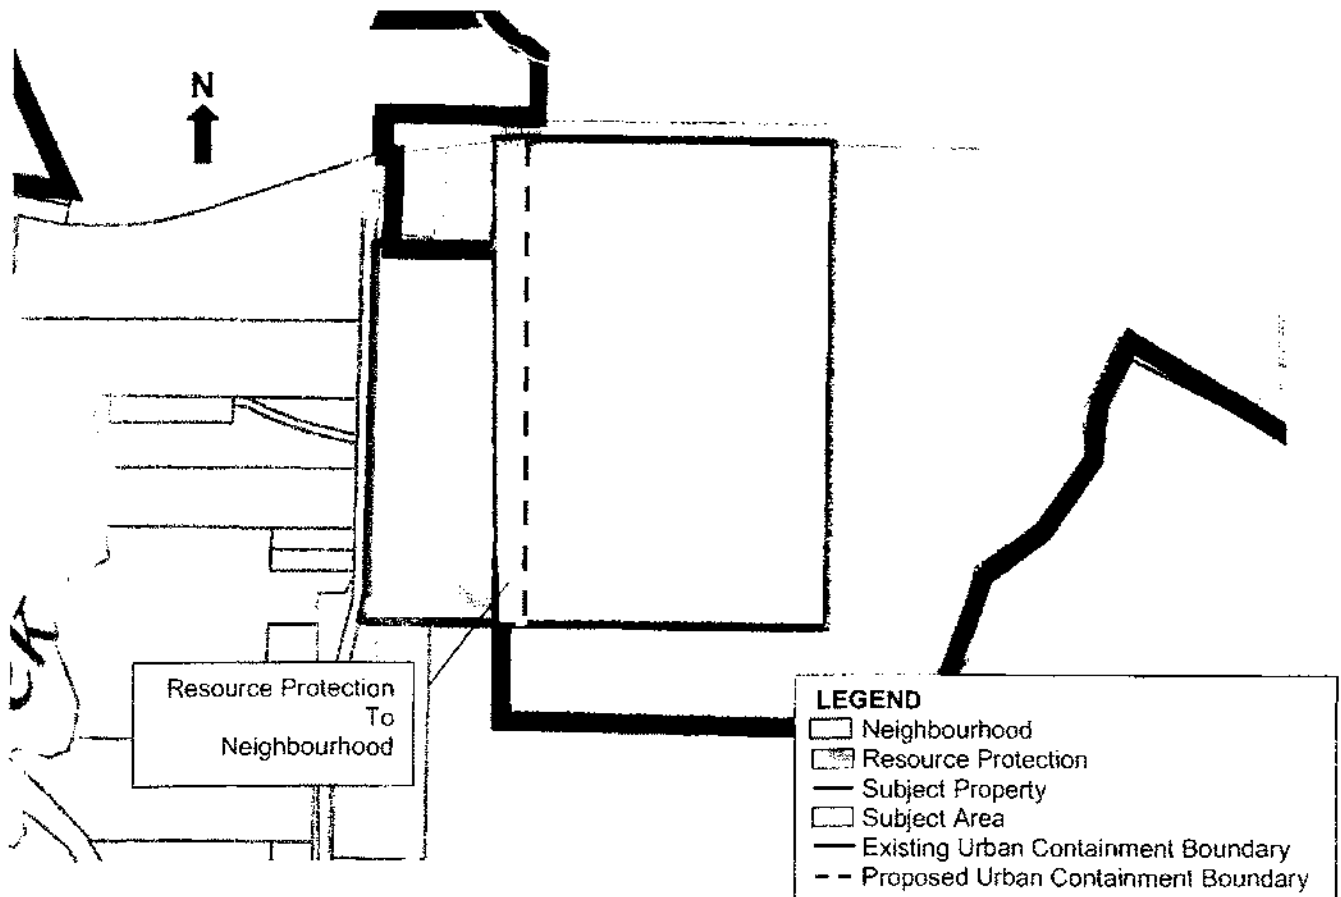 N
Resource Protection
To
Neighbourhood
LEGEND
Neighbourhood
Resource Protection
Subject Property
Subject Area
Existing Urban Containment Boundary
Proposed Urban Containment Boundary